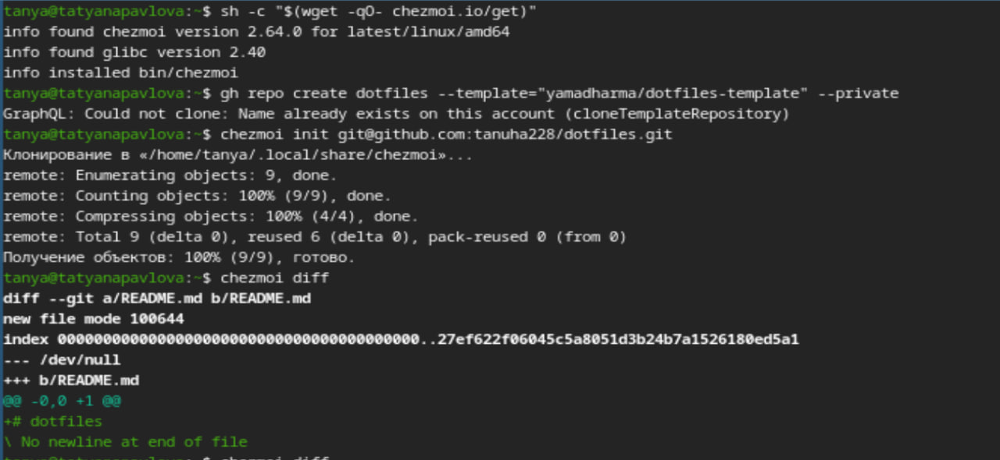 tanya@tatyanapavlova:~$ sh -c "$(wget -qO- chezmoi.io/get)"
info found chezmoi version 2.64.0 for latest/linux/amd64
info found glibc version 2.40
info installed bin/chezmoi
tanya@tatyanapavlova:~$ gh repo create dotfiles --template="yamadharma/dotfiles-template" --private
GraphQL: Could not clone: Name already exists on this account (cloneTemplateRepository)
tanya@tatyanapavlova:~$ chezmoi init git@github.com:tanuha228/dotfiles.git
Клонирование в «/home/tanya/.local/share/chezmoi»...
remote: Enumerating objects: 9, done.
remote: Counting objects: 100% (9/9), done.
remote: Compressing objects: 100% (4/4), done.
remote: Total 9 (delta 0), reused 6 (delta 0), pack-reused 0 (from 0)
Получение объектов: 100% (9/9), готово.
tanya@tatyanapavlova:~$ chezmoi diff
diff --git a/README.md b/README.md
new file mode 100644
index 0000000000000000000000000000000000000000..27ef622f06045c5a8051d3b24b7a1526180ed5a1
--- /dev/null
+++ b/README.md
@@ -0,0 +1 @@
+# dotfiles
\ No newline at end of file
tanya@tatyanapavlova:~$ chezmoi diff